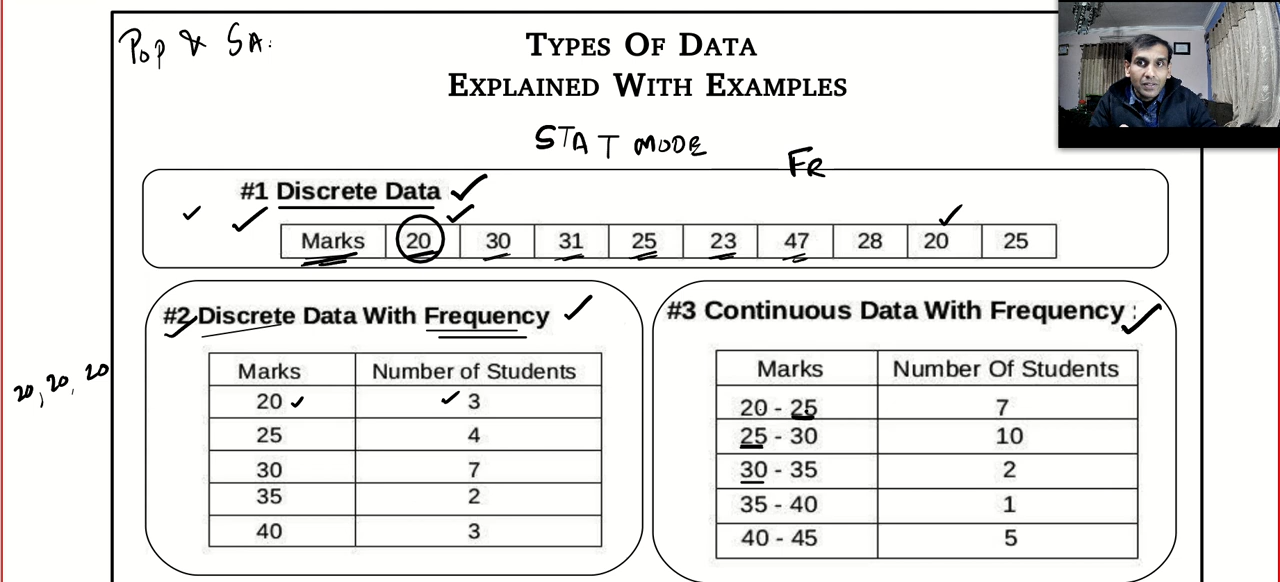 Pop & SA:
TYPES OF DATA
EXPLAINED WITH EXAMPLES
STAT MODE
FR
#1 Discrete Data
Marks 20 30 31 25 23 47 28 20 25
#2 Discrete Data With Frequency
Marks Number of Students
20 3
25 4
30 7
35 2
40 3
20, 20, 20
#3 Continuous Data With Frequency :
Marks Number Of Students
20 - 25 7
25 - 30 10
30 - 35 2
35 - 40 1
40 - 45 5